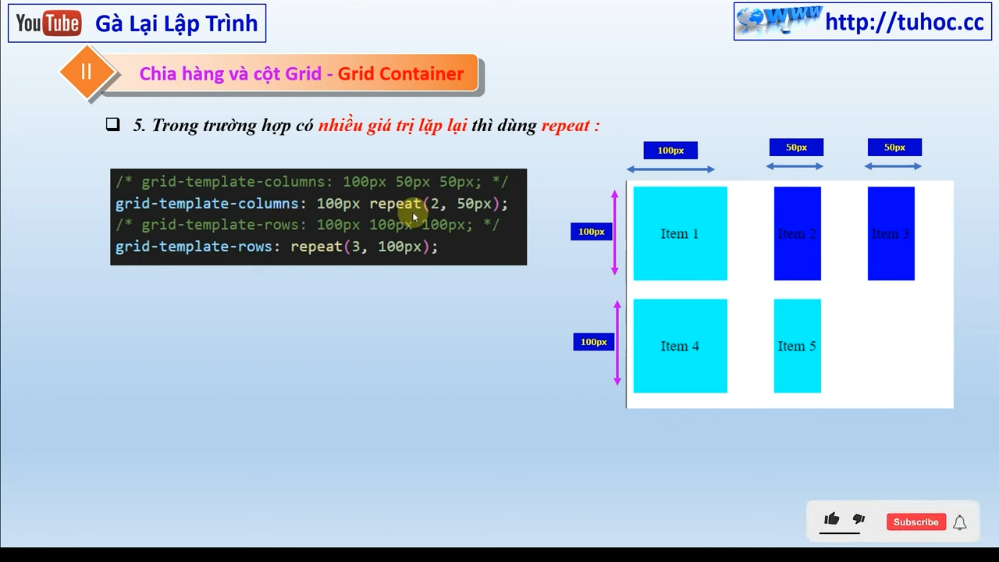 YouTube Gà Lại Lập Trình
http://tuhoc.cc
II
Chia hàng và cột Grid - Grid Container
5. Trong trường hợp có nhiều giá trị lặp lại thì dùng repeat :
/* grid-template-columns: 100px 50px 50px; */
grid-template-columns: 100px repeat(2, 50px);
/* grid-template-rows: 100px 100px 100px; */
grid-template-rows: repeat(3, 100px);
100px 50px 50px
100px
Item 1 Item 2 Item 3
100px
Item 4 Item 5
Subscribe